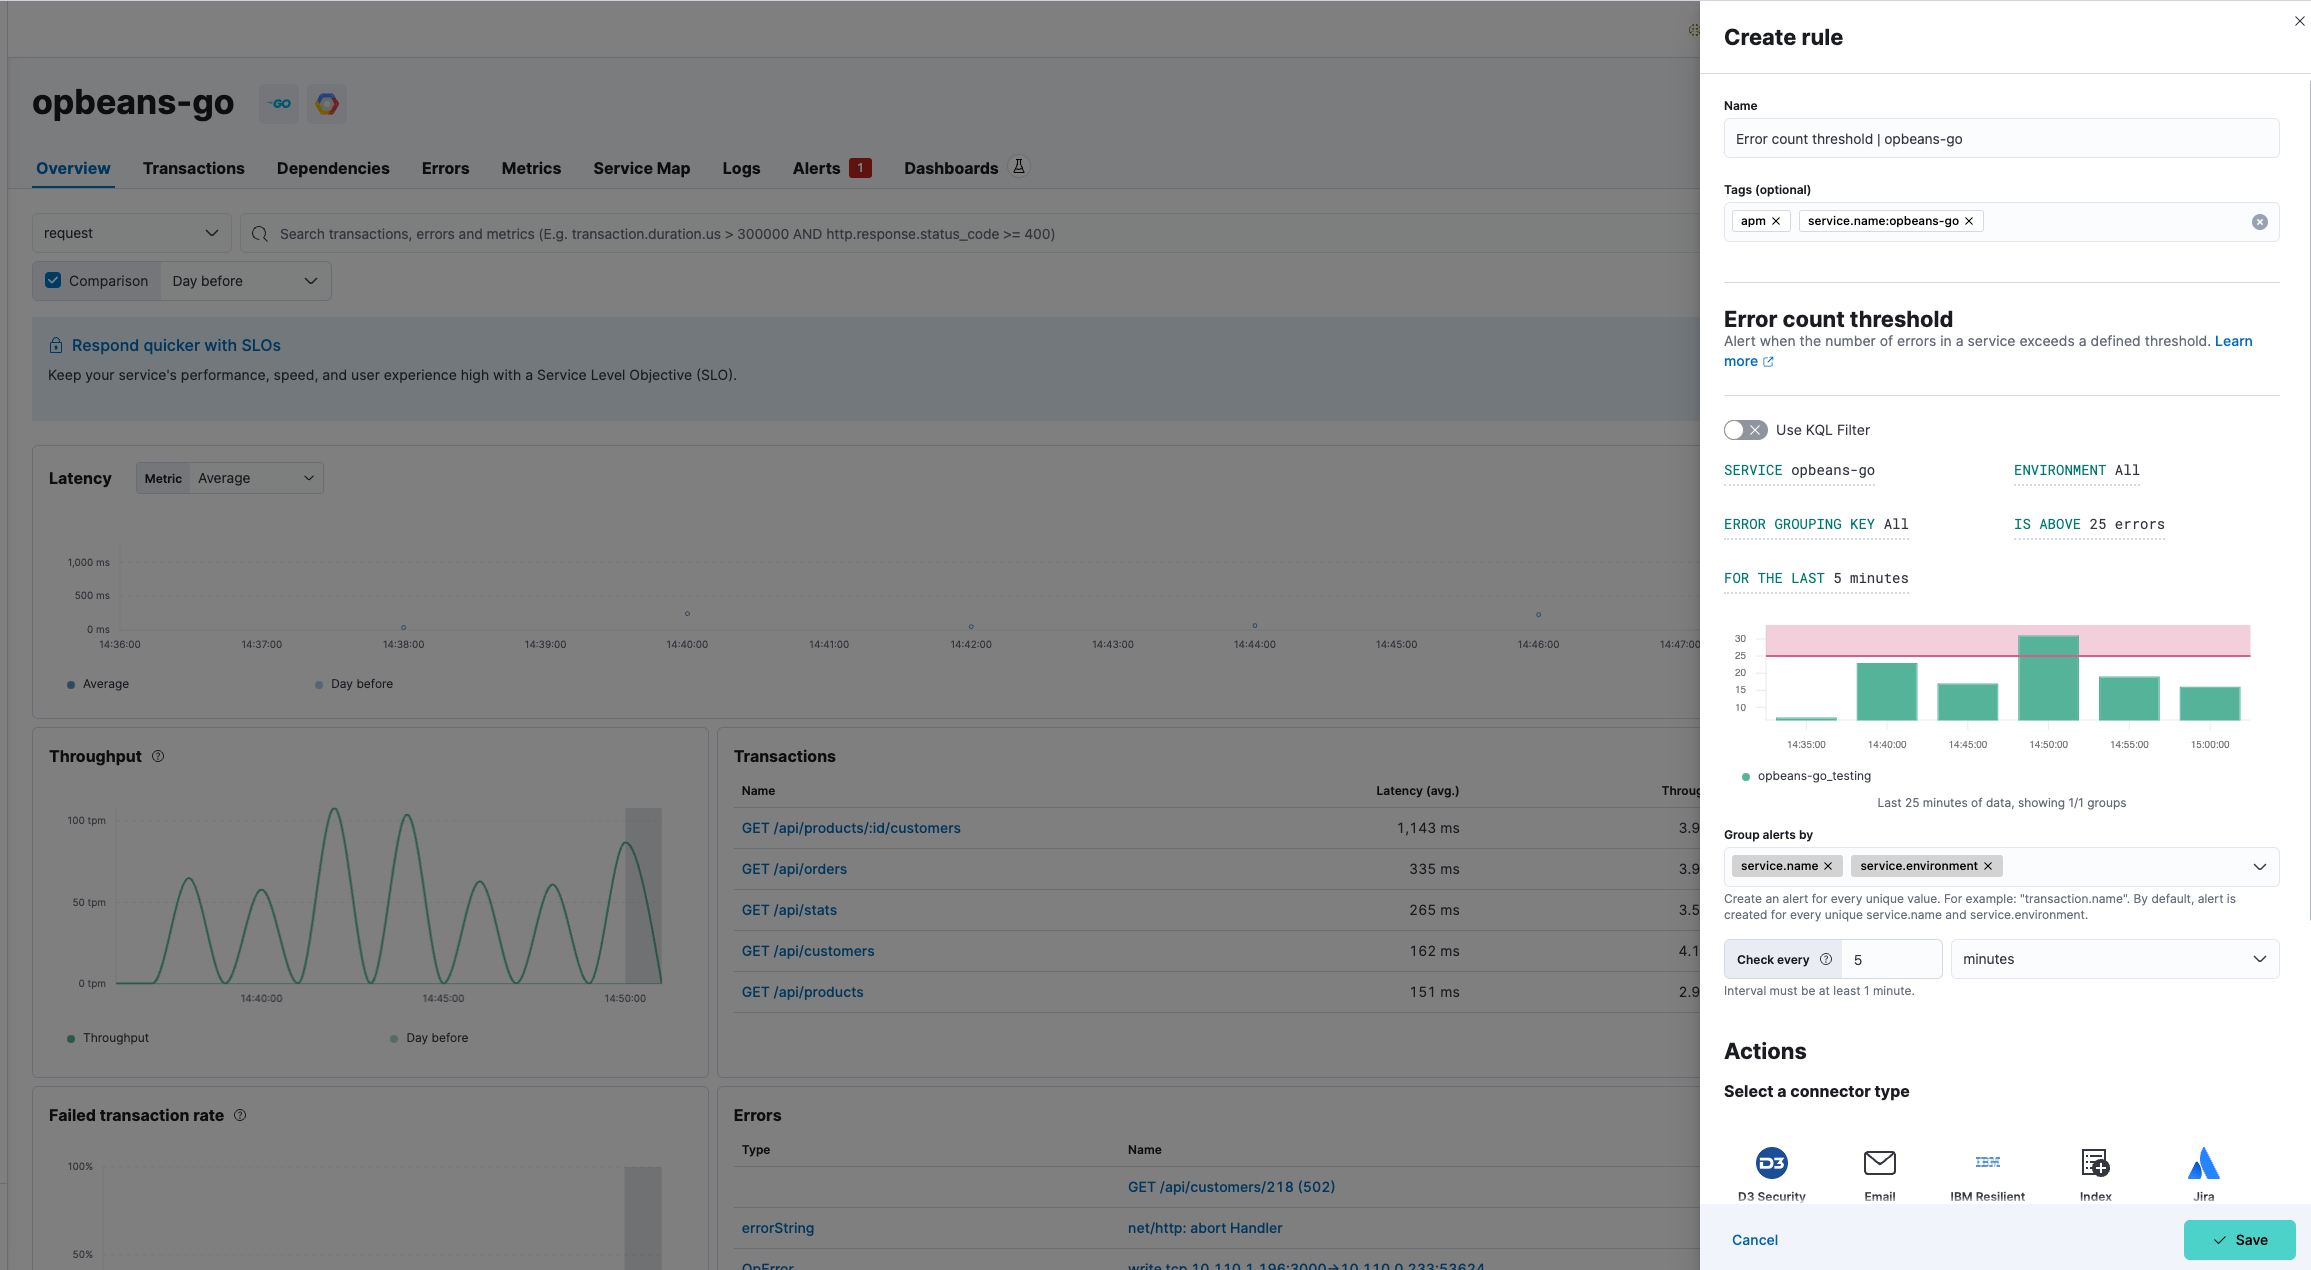 opbeans-go
GO
Overview Transactions Dependencies Errors Metrics Service Map Logs Alerts 1 Dashboards
request
Search transactions, errors and metrics (E.g. transaction.duration.us > 300000 AND http.response.status_code >= 400)
Comparison Day before
Respond quicker with SLOs
Keep your service's performance, speed, and user experience high with a Service Level Objective (SLO).
Latency Metric Average
1,000 ms
500 ms
0 ms
14:36:00 14:37:00 14:38:00 14:39:00 14:40:00 14:41:00 14:42:00 14:43:00 14:44:00 14:45:00 14:46:00 14:47:00
Average Day before
Throughput
100 tpm
50 tpm
0 tpm
14:40:00 14:45:00 14:50:00
Throughput Day before
Transactions
Name Latency (avg.) Throug
GET /api/products/:id/customers 1,143 ms 3.9
GET /api/orders 335 ms 3.9
GET /api/stats 265 ms 3.5
GET /api/customers 162 ms 4.1
GET /api/products 151 ms 2.9
Failed transaction rate
100%
50%
Errors
Type Name
GET /api/customers/218 (502)
errorString net/http: abort Handler
OpError write tcp 10.110.1.196:3000->10.110.0.233:53624
Create rule
Name
Error count threshold | opbeans-go
Tags (optional)
apm service.name:opbeans-go
Error count threshold
Alert when the number of errors in a service exceeds a defined threshold. Learn
more
Use KQL Filter
SERVICE opbeans-go ENVIRONMENT All
ERROR GROUPING KEY All IS ABOVE 25 errors
FOR THE LAST 5 minutes
30
25
20
15
10
14:35:00 14:40:00 14:45:00 14:50:00 14:55:00 15:00:00
opbeans-go_testing
Last 25 minutes of data, showing 1/1 groups
Group alerts by
service.name service.environment
Create an alert for every unique value. For example: "transaction.name". By default, alert is
created for every unique service.name and service.environment.
Check every 5 minutes
Interval must be at least 1 minute.
Actions
Select a connector type
D3 IBM
D3 Security Email IBM Resilient Index Jira
Cancel Save